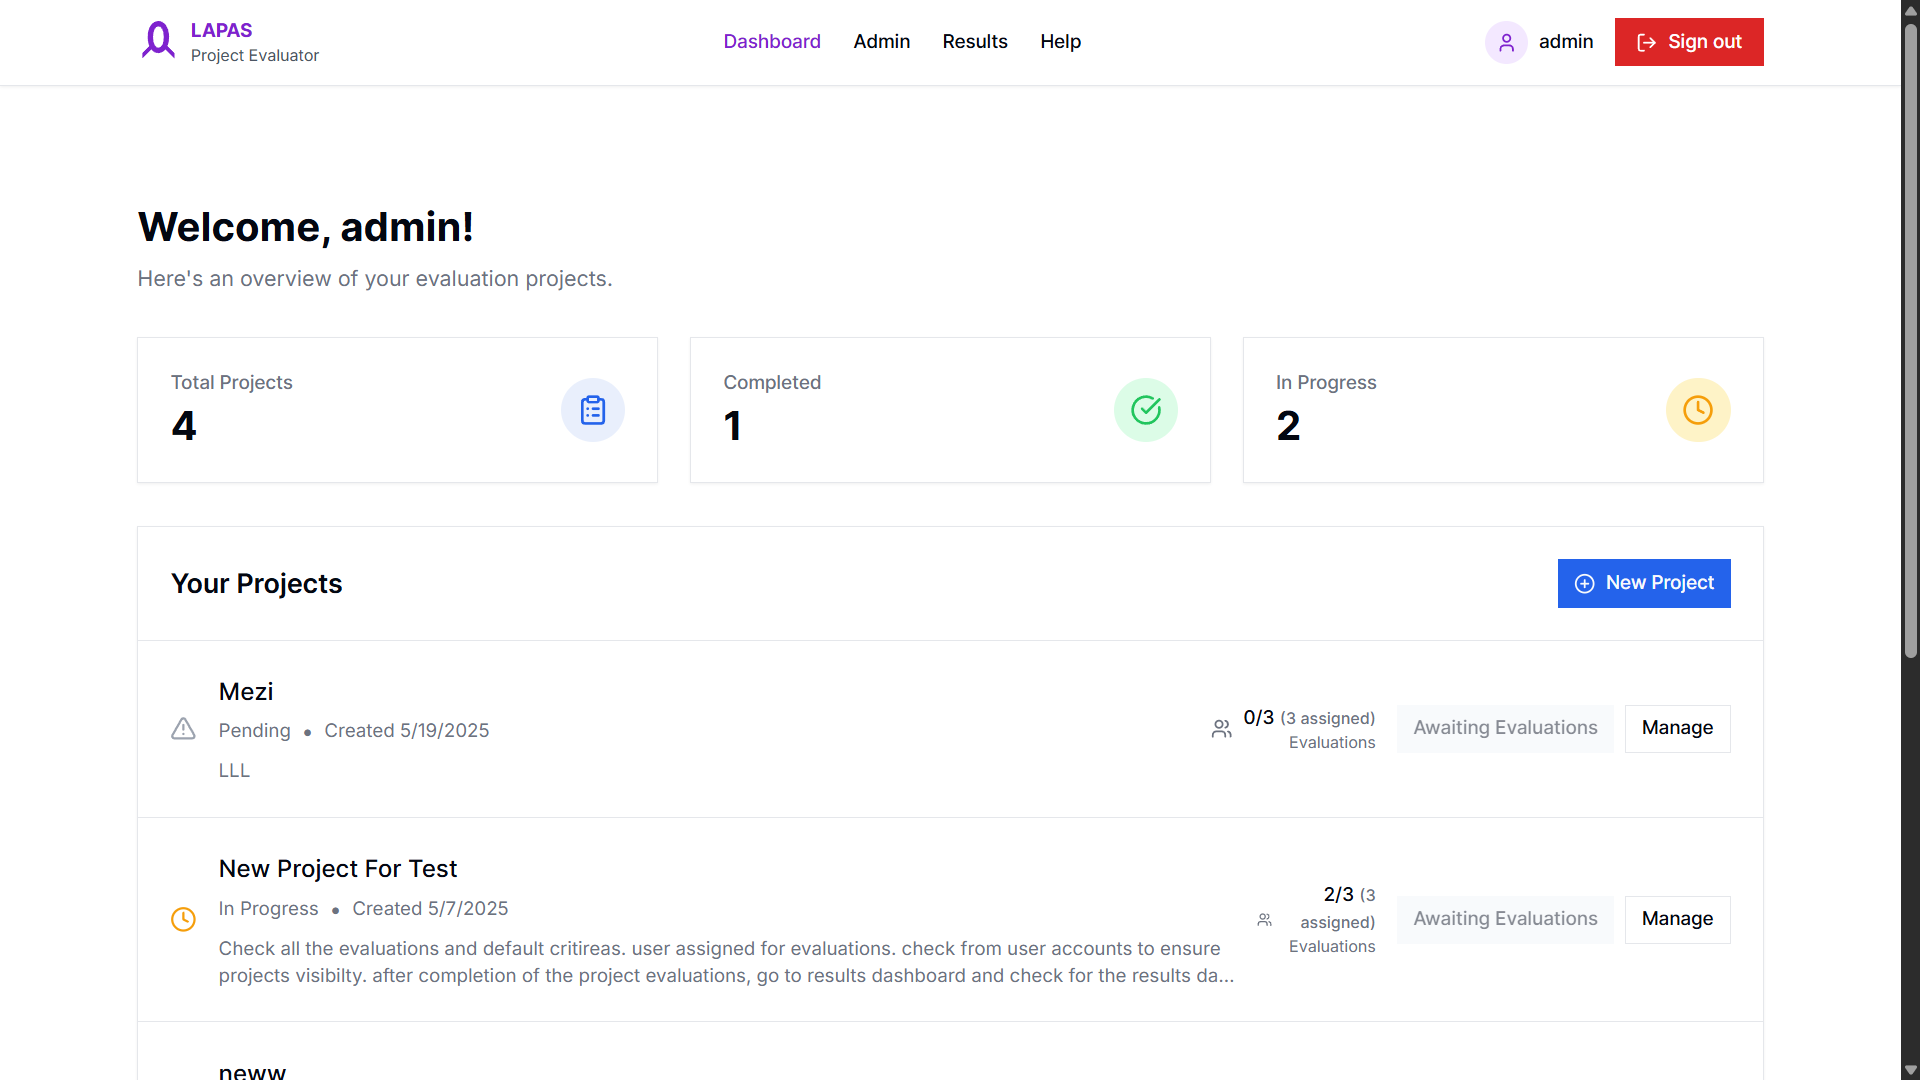 LAPAS
Project Evaluator
Dashboard Admin Results Help
admin
Sign out
Welcome, admin!
Here's an overview of your evaluation projects.
Total Projects
4
Completed
1
In Progress
2
Your Projects
New Project
Mezi
Pending • Created 5/19/2025
LLL
0/3 (3 assigned)
Evaluations
Awaiting Evaluations
Manage
New Project For Test
In Progress • Created 5/7/2025
Check all the evaluations and default critireas. user assigned for evaluations. check from user accounts to ensure
projects visibilty. after completion of the project evaluations, go to results dashboard and check for the results da...
2/3 (3
assigned)
Evaluations
Awaiting Evaluations
Manage
neww